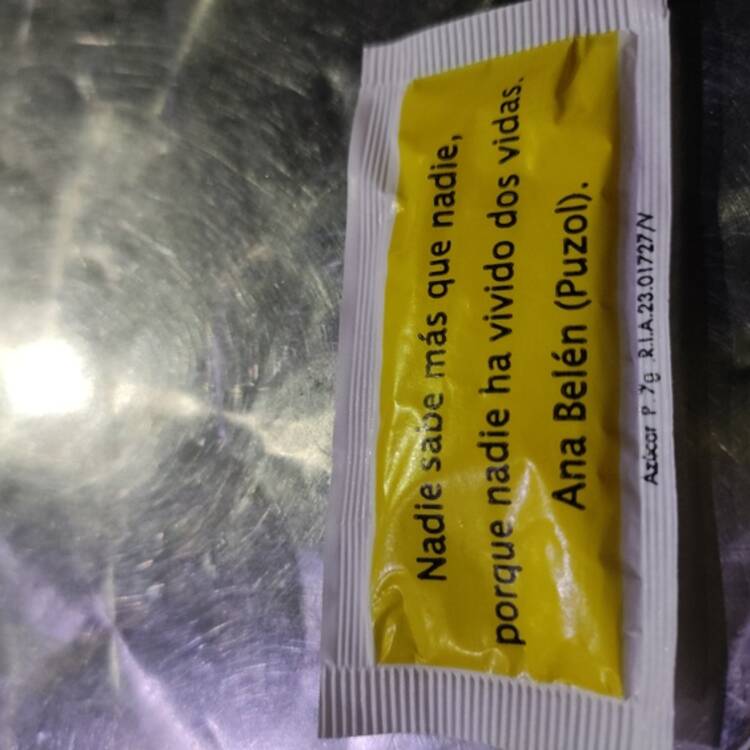 Nadie sabe más que nadie,
porque nadie ha vivido dos vidas.
Ana Belén (Puzol).
Azúcar P. 7g R.I.A.23.01727/V